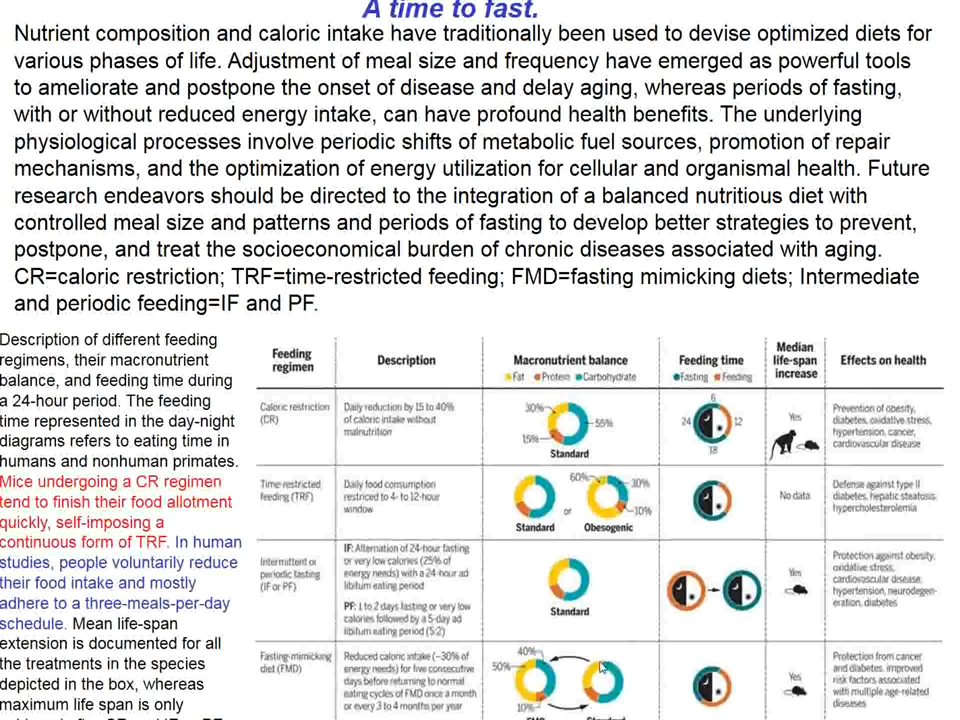 A time to fast.
Nutrient composition and caloric intake have traditionally been used to devise optimized diets for
various phases of life. Adjustment of meal size and frequency have emerged as powerful tools
to ameliorate and postpone the onset of disease and delay aging, whereas periods of fasting,
with or without reduced energy intake, can have profound health benefits. The underlying
physiological processes involve periodic shifts of metabolic fuel sources, promotion of repair
mechanisms, and the optimization of energy utilization for cellular and organismal health. Future
research endeavors should be directed to the integration of a balanced nutritious diet with
controlled meal size and patterns and periods of fasting to develop better strategies to prevent,
postpone, and treat the socioeconomical burden of chronic diseases associated with aging.
CR=caloric restriction; TRF=time-restricted feeding; FMD=fasting mimicking diets; Intermediate
and periodic feeding=IF and PF.
Description of different feeding
regimens, their macronutrient
balance, and feeding time during
a 24-hour period. The feeding
time represented in the day-night
diagrams refers to eating time in
humans and nonhuman primates.
Mice undergoing a CR regimen
tend to finish their food allotment
quickly, self-imposing a
continuous form of TRF. In human
studies, people voluntarily reduce
their food intake and mostly
adhere to a three-meals-per-day
schedule. Mean life-span
extension is documented for all
the treatments in the species
depicted in the box, whereas
maximum life span is only
Feeding
regimen
Description
Macronutrient balance
Fat Protein Carbohydrate
Feeding time
Fasting Feeding
Median
life-span
increase
Effects on health
Caloric restriction
(CR)
Daily reduction by 15 to 40%
of caloric intake without
malnutrition
30%
55%
15%
Standard
6
24
12
18
Yes
Prevention of obesity,
diabetes, oxidative stress,
hypertension, cancer,
cardiovascular disease
Time-restricted
feeding (TRF)
Daily food consumption
restriced to 4- to 12-hour
window
Standard
or
60%
30%
10%
Obesogenic
No data
Defense against type II
diabetes, hepatic steatosis,
hypercholesterolemia
Intermittent or
periodic fasting
(IF or PF)
IF: Alternation of 24-hour fasting
or very low calories (25% of
energy needs) with a 24-hour ad
libitum eating period
PF: 1 to 2 days fasting or very low
calories followed by a 5-day ad
libitum eating period (5:2)
Standard
Yes
Protection against obesity,
oxidative stress,
cardiovascular disease,
hypertension, neurodegen-
eration, diabetes
Fasting-mimicking
diet (FMD)
Reduced caloric intake (~30% of
energy needs) for five consecutive
days before returning to normal
eating cycles of FMD once a month
or every 3 to 4 months per year
40%
50%
10%
Yes
Protection from cancer
and diabetes, improved
risk factors associated
with multiple age-related
diseases